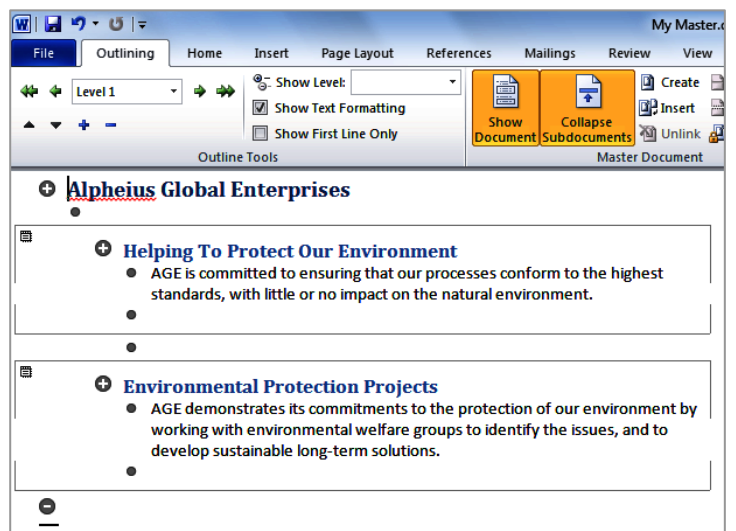 W My Master.d
File Outlining Home Insert Page Layout References Mailings Review View
Level 1 Show Level: Create
Show Text Formatting Insert
Show First Line Only Show Document Collapse Subdocuments Unlink
Outline Tools Master Document
Alpheius Global Enterprises
Helping To Protect Our Environment
AGE is committed to ensuring that our processes conform to the highest
standards, with little or no impact on the natural environment.
Environmental Protection Projects
AGE demonstrates its commitments to the protection of our environment by
working with environmental welfare groups to identify the issues, and to
develop sustainable long-term solutions.